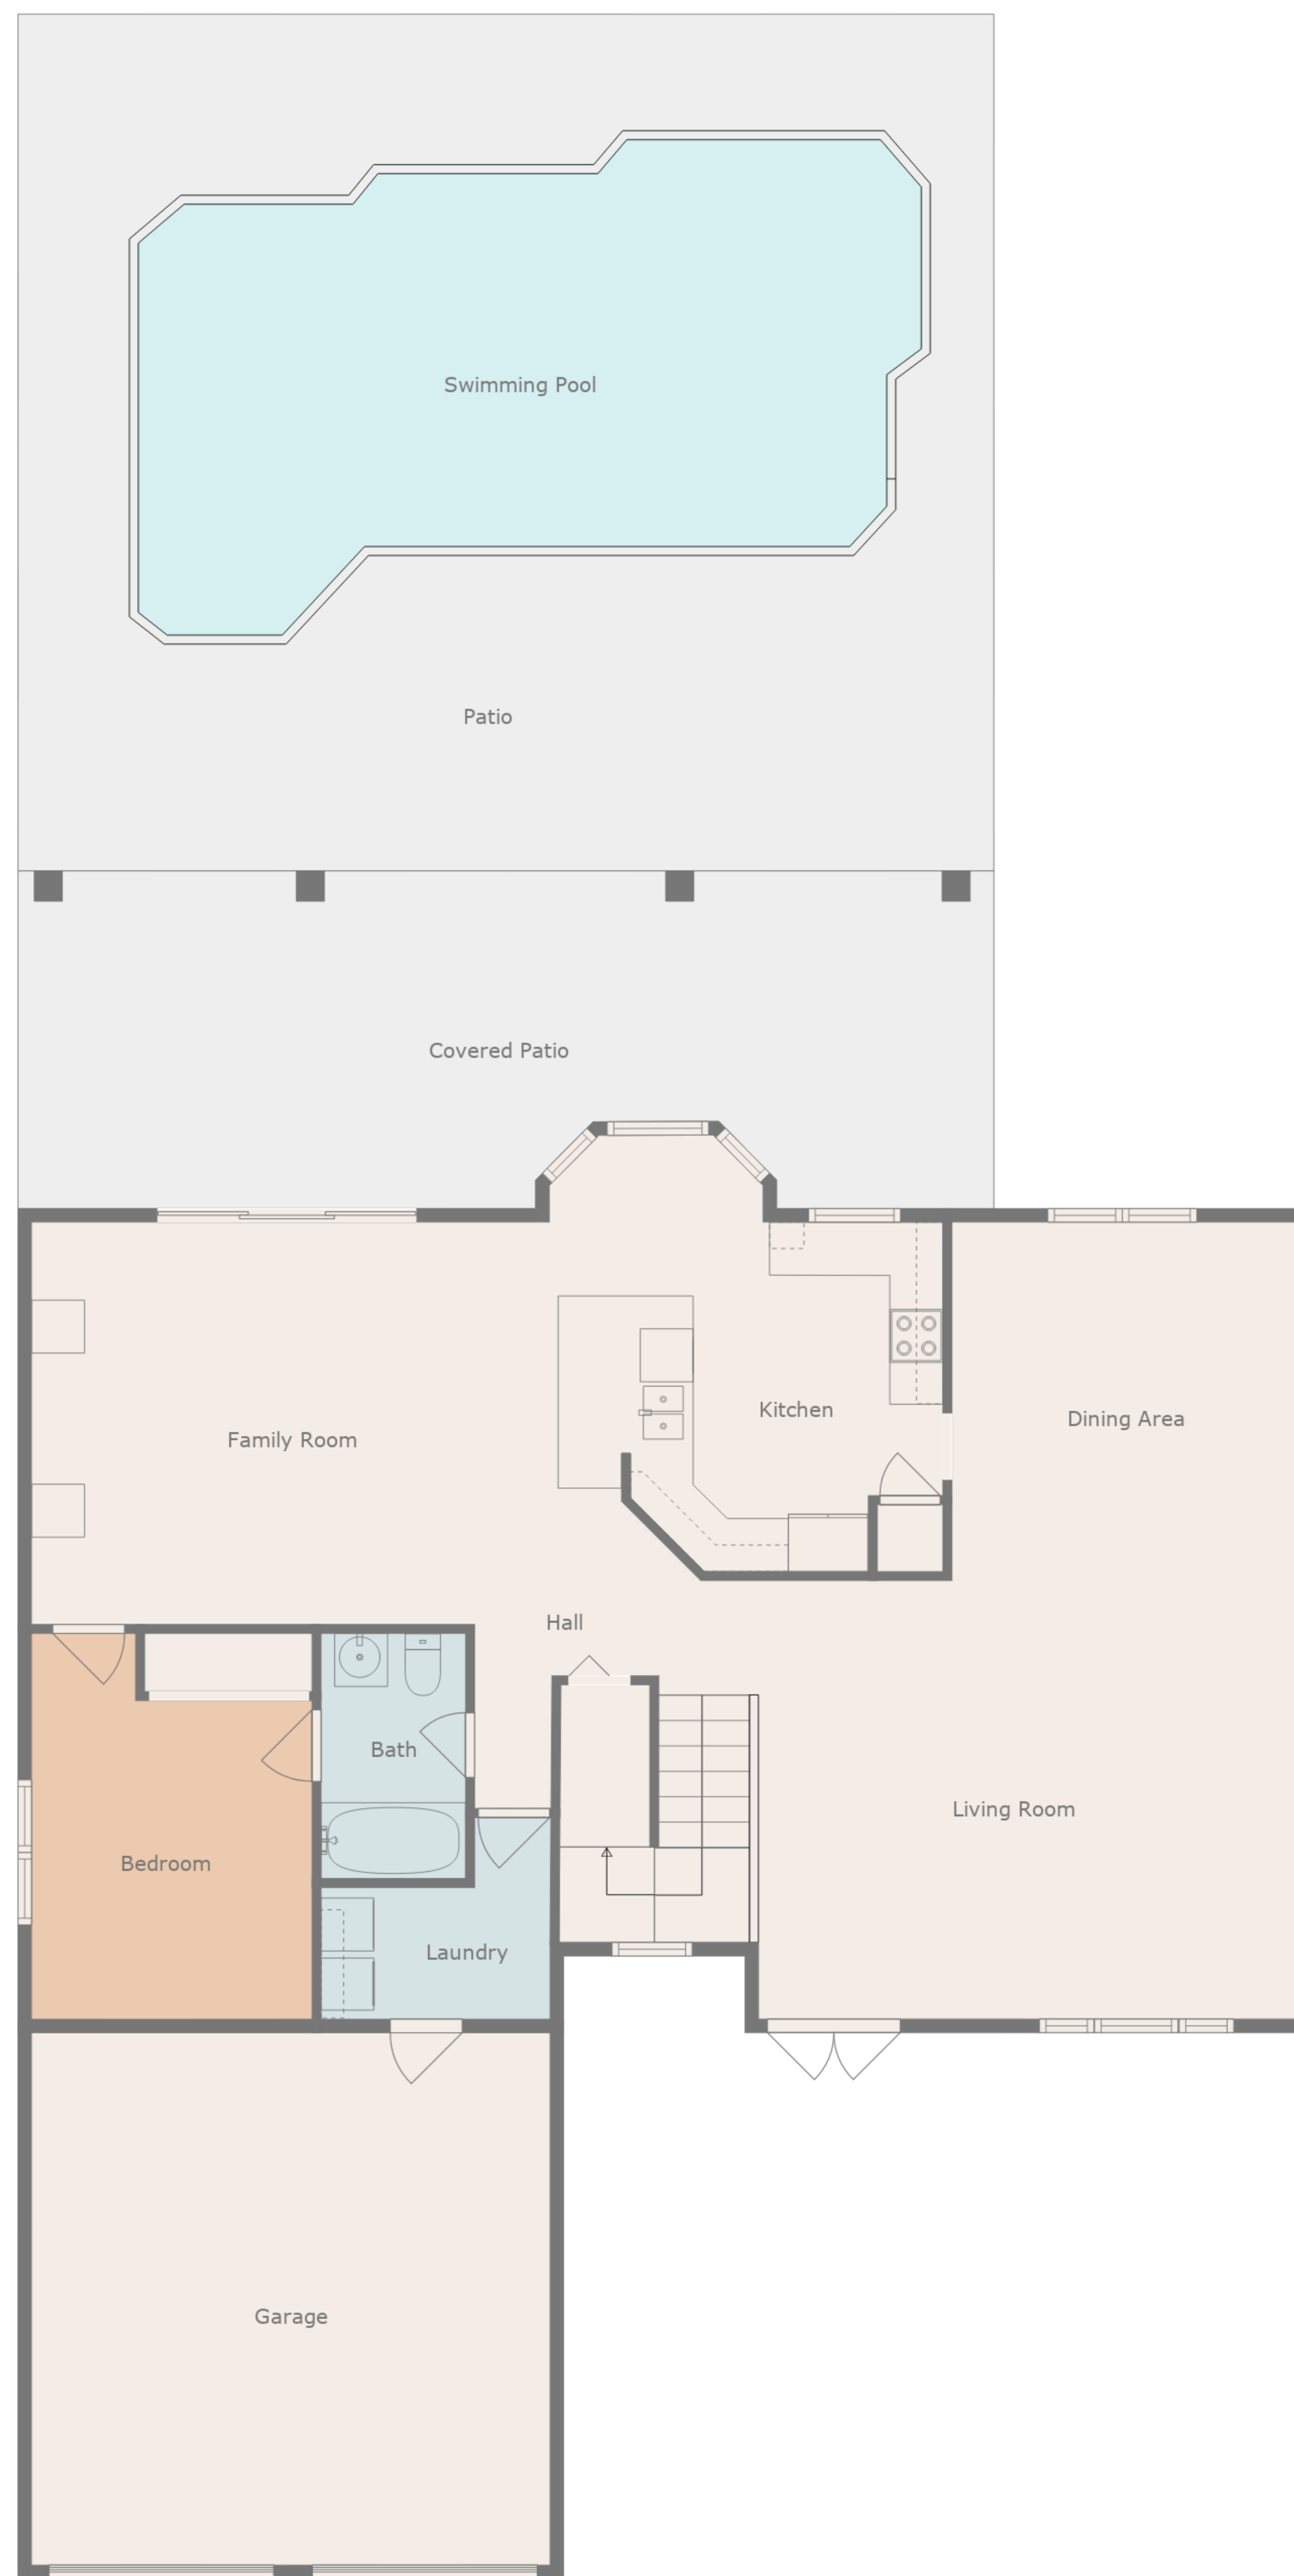 Swimming Pool
Patio
Covered Patio
Kitchen
Dining Area
Family Room
Hall
Bath
Living Room
Bedroom
Laundry
Garage